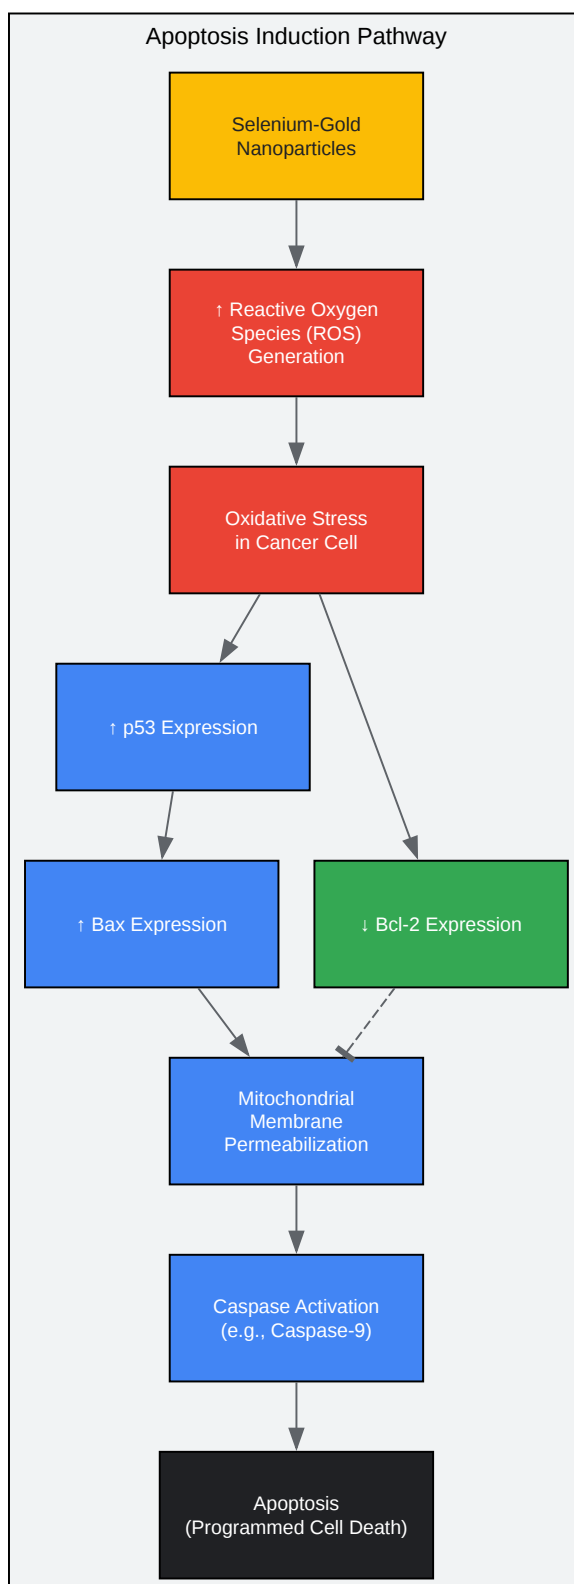 Apoptosis Induction Pathway
Selenium-Gold
Nanoparticles
↑ Reactive Oxygen
Species (ROS)
Generation
Oxidative Stress
in Cancer Cell
↑ p53 Expression
↑ Bax Expression
↓ Bcl-2 Expression
Mitochondrial
Membrane
Permeabilization
Caspase Activation
(e.g., Caspase-9)
Apoptosis
(Programmed Cell Death)